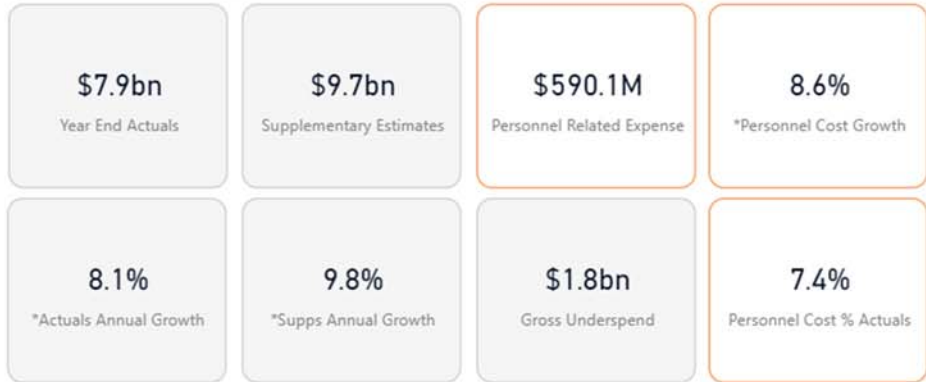 $7.9bn
Year End Actuals
$9.7bn
Supplementary Estimates
$590.1M
Personnel Related Expense
8.6%
*Personnel Cost Growth
8.1%
*Actuals Annual Growth
9.8%
*Supps Annual Growth
$1.8bn
Gross Underspend
7.4%
Personnel Cost % Actuals